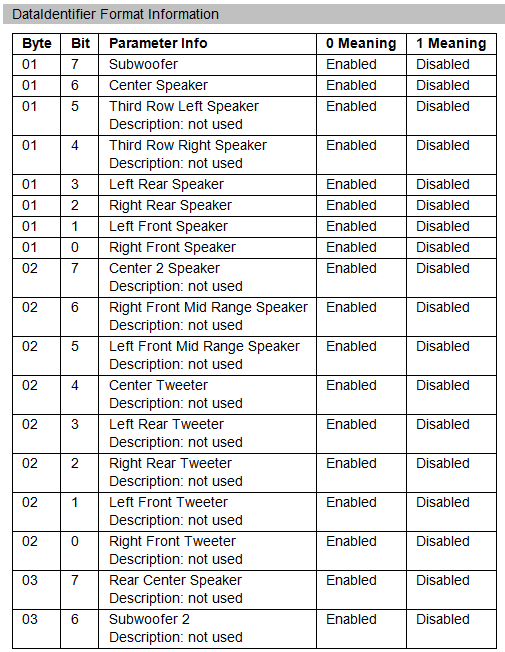 DataIdentifier Format Information
Byte Bit Parameter Info 0 Meaning 1 Meaning
01 7 Subwoofer Enabled Disabled
01 6 Center Speaker Enabled Disabled
01 5 Third Row Left Speaker Enabled Disabled
Description: not used
01 4 Third Row Right Speaker Enabled Disabled
Description: not used
01 3 Left Rear Speaker Enabled Disabled
01 2 Right Rear Speaker Enabled Disabled
01 1 Left Front Speaker Enabled Disabled
01 0 Right Front Speaker Enabled Disabled
02 7 Center 2 Speaker Enabled Disabled
Description: not used
02 6 Right Front Mid Range Speaker Enabled Disabled
Description: not used
02 5 Left Front Mid Range Speaker Enabled Disabled
Description: not used
02 4 Center Tweeter Enabled Disabled
Description: not used
02 3 Left Rear Tweeter Enabled Disabled
Description: not used
02 2 Right Rear Tweeter Enabled Disabled
Description: not used
02 1 Left Front Tweeter Enabled Disabled
Description: not used
02 0 Right Front Tweeter Enabled Disabled
Description: not used
03 7 Rear Center Speaker Enabled Disabled
Description: not used
03 6 Subwoofer 2 Enabled Disabled
Description: not used